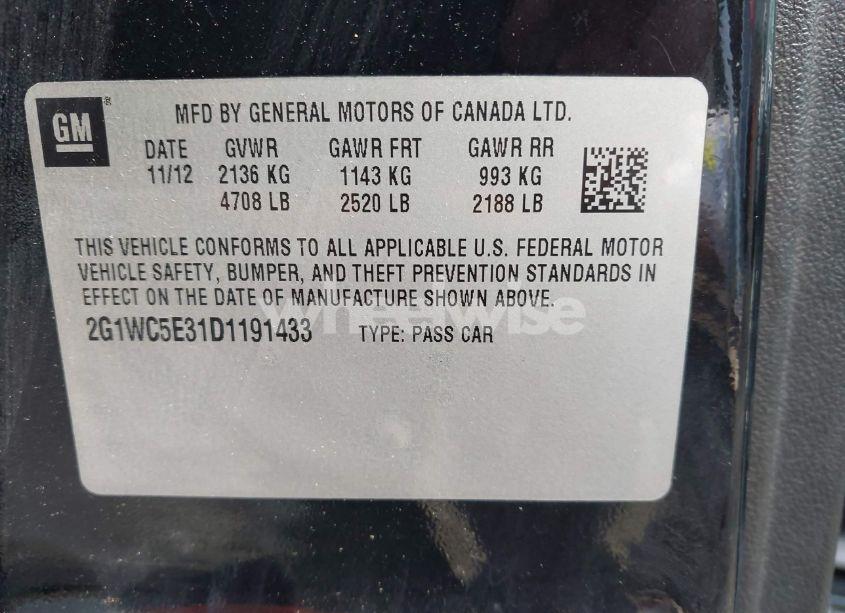 GM
MFD BY GENERAL MOTORS OF CANADA LTD.
DATE GVWR GAWR FRT GAWR RR
11/12 2136 KG 1143 KG 993 KG
4708 LB 2520 LB 2188 LB
THIS VEHICLE CONFORMS TO ALL APPLICABLE U.S. FEDERAL MOTOR
VEHICLE SAFETY, BUMPER, AND THEFT PREVENTION STANDARDS IN
EFFECT ON THE DATE OF MANUFACTURE SHOWN ABOVE.
wheelwise
2G1WC5E31D1191433 TYPE: PASS CAR